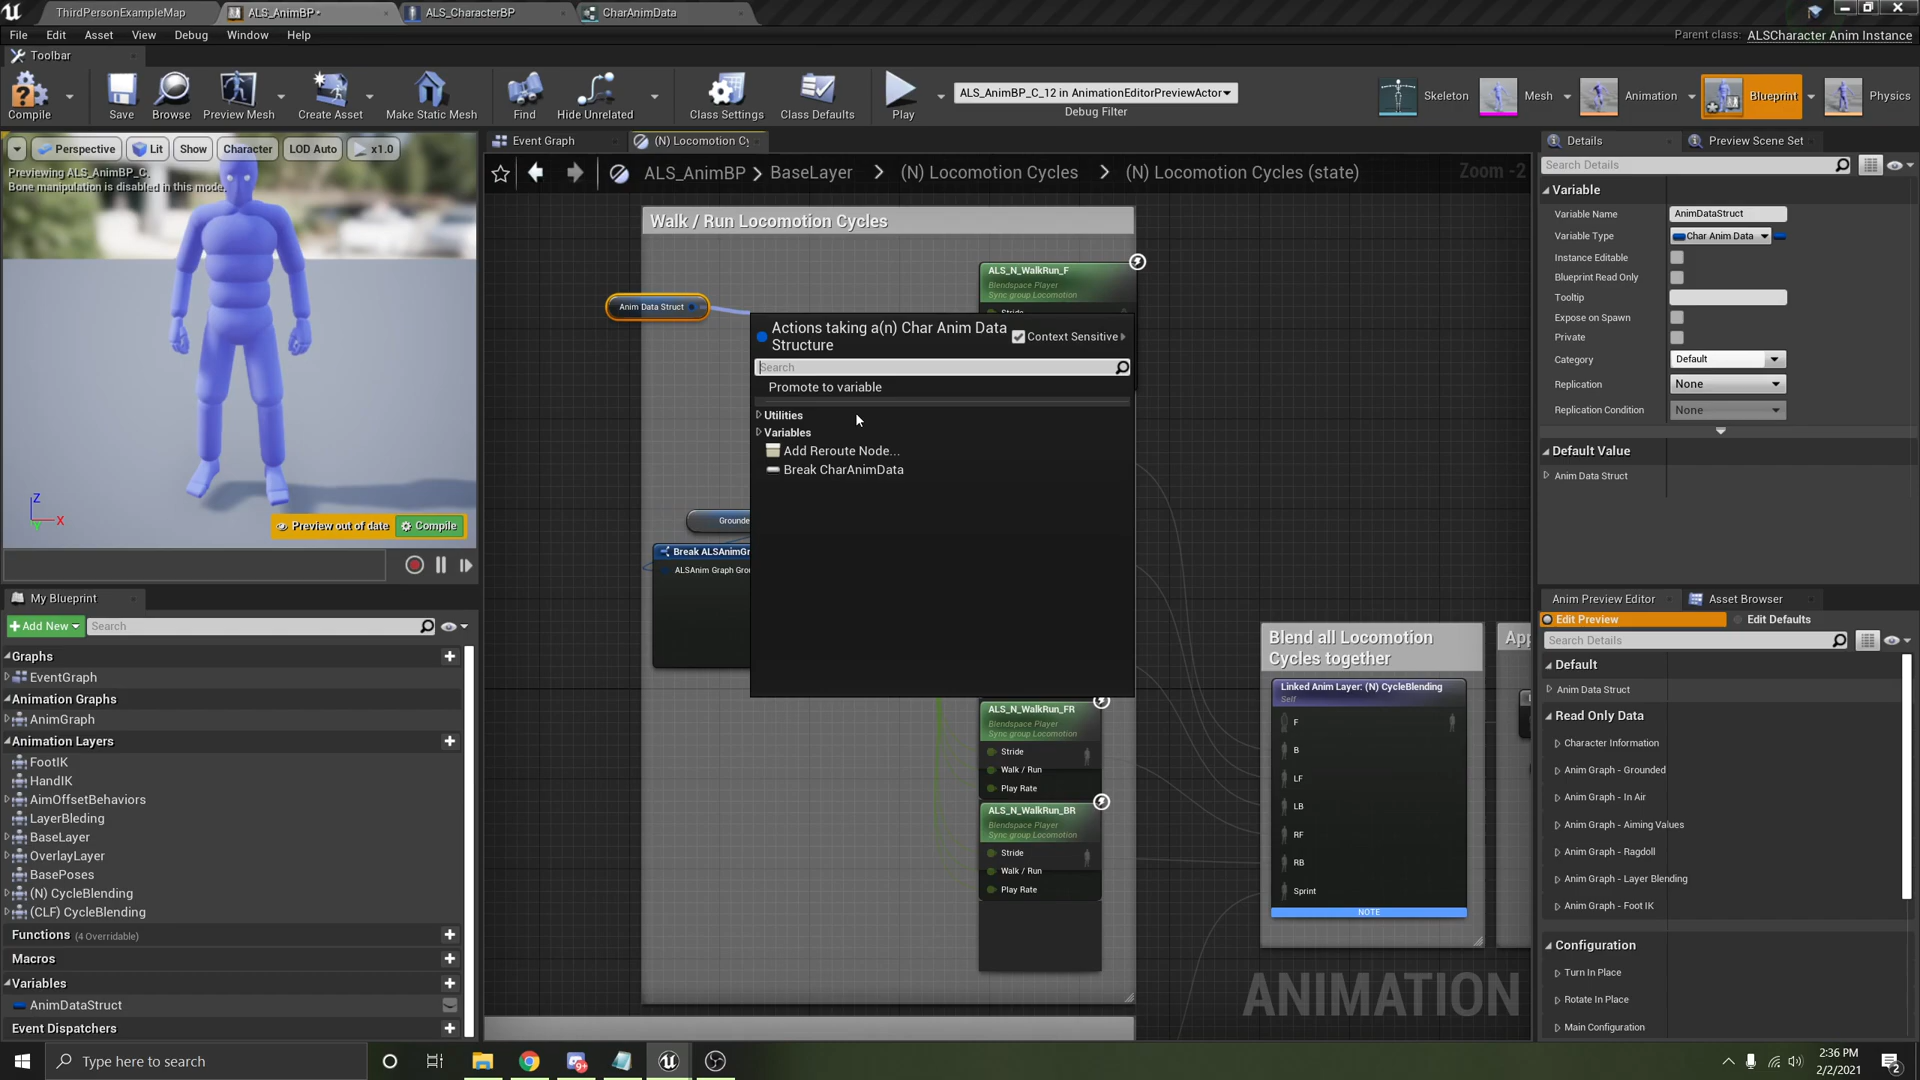 ThirdPersonExampleMap
ALS_AnimBP•
ALS_CharacterBP
CharAnimData
File Edit Asset View Debug Window Help
Parent class: ALSCharacter Anim Instance
Toolbar
Compile
Save
Browse
Preview Mesh
Create Asset
Make Static Mesh
Find
Hide Unrelated
Class Settings
Class Defaults
Play
ALS_AnimBP_C_12 in AnimationEditorPreviewActor
Debug Filter
Skeleton
Mesh
Animation
Blueprint
Physics
Perspective
Lit
Show
Character
LOD Auto
x1.0
Previewing ALS_AnimBP_C.
Bone manipulation is disabled in this mode.
Z
X
Preview out of date
Compile
Event Graph
(N) Locomotion Cy
ALS_AnimBP > BaseLayer > (N) Locomotion Cycles > (N) Locomotion Cycles (state)
Zoom -2
Walk / Run Locomotion Cycles
ALS_N_WalkRun_F
Blendspace Player
Sync group Locomotion
Stride
Anim Data Struct
Actions taking a(n) Char Anim Data
Structure
Context Sensitive
Search
Promote to variable
Utilities
Variables
Add Reroute Node...
Break CharAnimData
Grounde
Break ALSAnimGr
ALSAnim Graph Grou
ALS_N_WalkRun_FR
Blendspace Player
Sync group Locomotion
Stride
Walk / Run
Play Rate
ALS_N_WalkRun_BR
Blendspace Player
Sync group Locomotion
Stride
Walk / Run
Play Rate
Blend all Locomotion
Cycles together
App
Linked Anim Layer: (N) CycleBlending
Self
F
B
LF
LB
RF
RB
Sprint
NOTE
ANIMATION
My Blueprint
Add New
Search
Graphs
EventGraph
Animation Graphs
AnimGraph
Animation Layers
FootIK
HandIK
AimOffsetBehaviors
LayerBleding
BaseLayer
OverlayLayer
BasePoses
(N) CycleBlending
(CLF) CycleBlending
Functions (4 Overridable)
Macros
Variables
AnimDataStruct
Event Dispatchers
Details
Preview Scene Set
Search Details
Variable
Variable Name AnimDataStruct
Variable Type Char Anim Data
Instance Editable
Blueprint Read Only
Tooltip
Expose on Spawn
Private
Category Default
Replication None
Replication Condition None
Default Value
Anim Data Struct
Anim Preview Editor
Asset Browser
Edit Preview
Edit Defaults
Search Details
Default
Anim Data Struct
Read Only Data
Character Information
Anim Graph - Grounded
Anim Graph - In Air
Anim Graph - Aiming Values
Anim Graph - Ragdoll
Anim Graph - Layer Blending
Anim Graph - Foot IK
Configuration
Turn In Place
Rotate In Place
Main Configuration
Type here to search
2:36 PM
2/2/2021